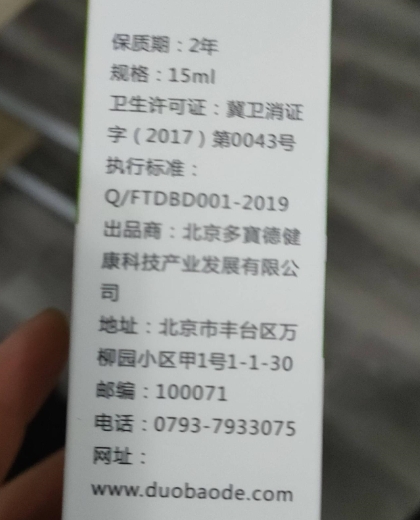 保质期：2年
规格：15ml
卫生许可证：冀卫消证
字（2017）第0043号
执行标准：
Q/FTDBD001-2019
出品商：北京多寳德健
康科技产业发展有限公
司
地址：北京市丰台区万
柳园小区甲1号1-1-30
邮编：100071
电话：0793-7933075
网址：
www.duobaode.com